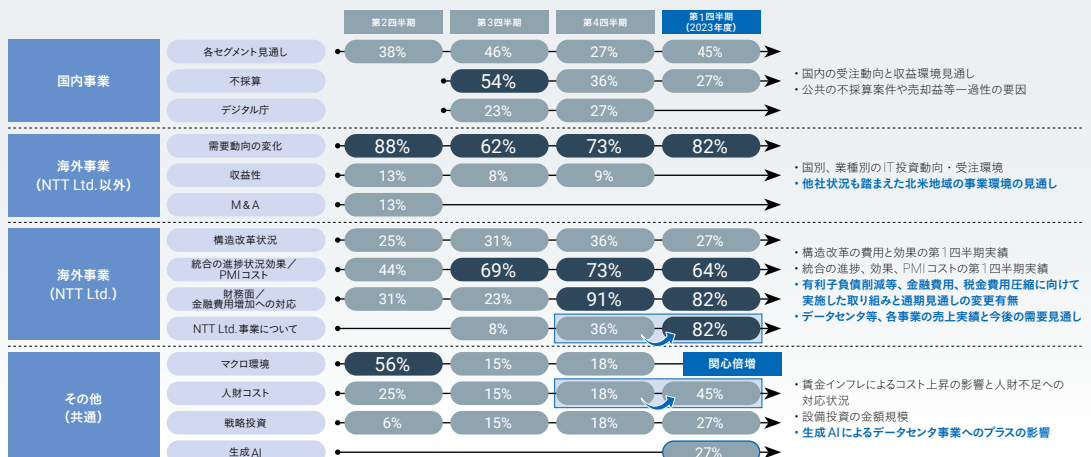 第2四半期 第3四半期 第4四半期 第1四半期
(2023年度)
国内事業
各セグメント見通し 38% 46% 27% 45%
不採算 54% 36% 27%
デジタル庁 23% 27%
・国内の受注動向と収益環境見通し
・公共の不採算案件や売却益等一過性の要因
海外事業
(NTT Ltd.以外)
需要動向の変化 88% 62% 73% 82%
収益性 13% 8% 9%
M&A 13%
・国別、業種別のIT投資動向・受注環境
・他社状況も踏まえた北米地域の事業環境の見通し
海外事業
(NTT Ltd.)
構造改革状況 25% 31% 36% 27%
統合の進捗状況効果/
PMIコスト 44% 69% 73% 64%
財務面/
金融費用増加への対応 31% 23% 91% 82%
NTT Ltd.事業について 8% 36% 82%
・構造改革の費用と効果の第1四半期実績
・統合の進捗、効果、PMIコストの第1四半期実績
・有利子負債削減等、金融費用、税金費用圧縮に向けて
実施した取り組みと通期見通しの変更有無
・データセンタ等、各事業の売上実績と今後の需要見通し
その他
(共通)
マクロ環境 56% 15% 18% 関心倍増
人財コスト 25% 15% 18% 45%
戦略投資 6% 15% 18% 27%
生成AI 27%
・賃金インフレによるコスト上昇の影響と人財不足への
対応状況
・設備投資の金額規模
・生成AIによるデータセンタ事業へのプラスの影響